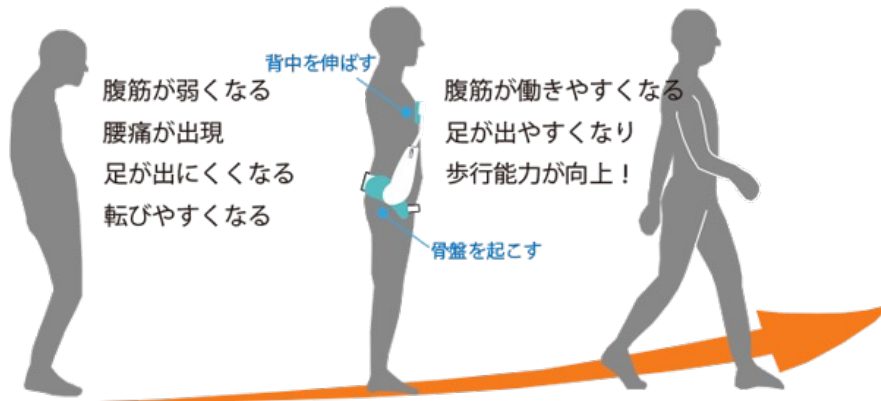 腹筋が弱くなる
腰痛が出現
足が出にくくなる
転びやすくなる
背中を伸ばす
骨盤を起こす
腹筋が働きやすくなる
足が出やすくなり
歩行能力が向上！